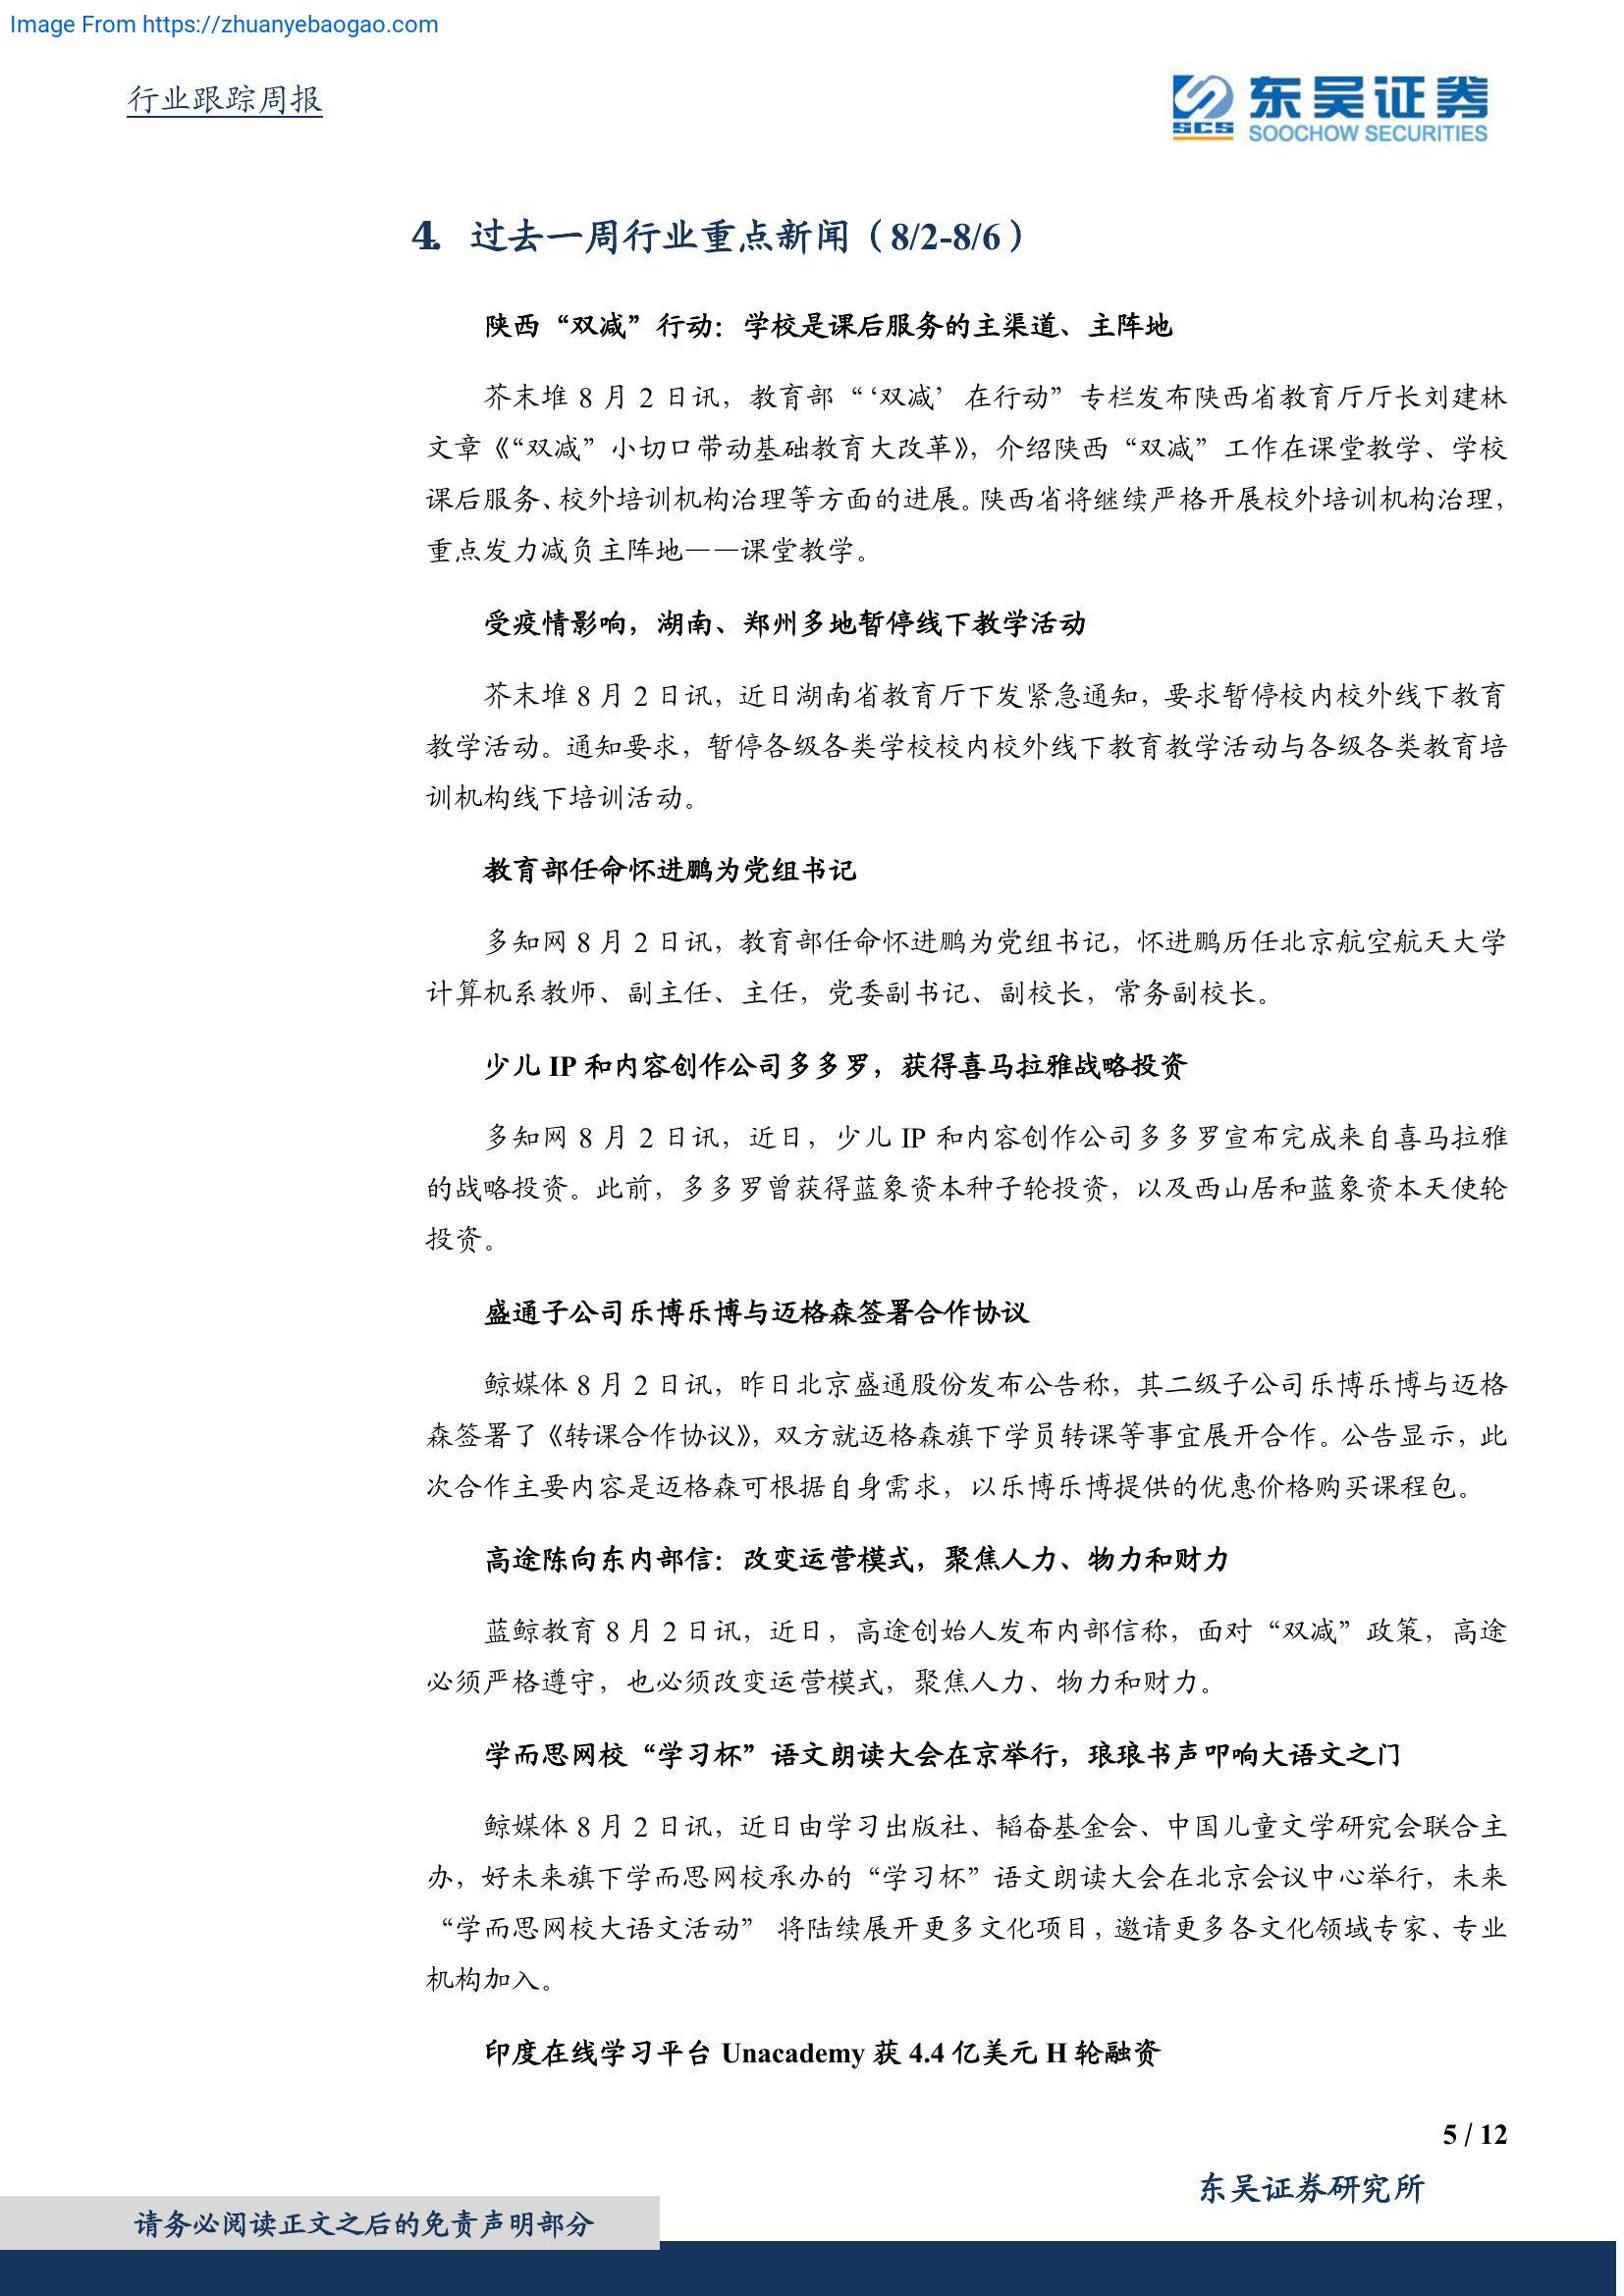 Image From https://zhuanyebaogao.com
行业跟踪周报
SCS
东吴证券
SOOCHOW SECURITIES
4. 过去一周行业重点新闻（8/2-8/6）
陕西“双减”行动：学校是课后服务的主渠道、主阵地
芥末堆 8 月 2 日讯，教育部“‘双减’在行动”专栏发布陕西省教育厅厅长刘建林
文章《“双减”小切口带动基础教育大改革》，介绍陕西“双减”工作在课堂教学、学校
课后服务、校外培训机构治理等方面的进展。陕西省将继续严格开展校外培训机构治理，
重点发力减负主阵地——课堂教学。
受疫情影响，湖南、郑州多地暂停线下教学活动
芥末堆 8 月 2 日讯，近日湖南省教育厅下发紧急通知，要求暂停校内校外线下教育
教学活动。通知要求，暂停各级各类学校校内校外线下教育教学活动与各级各类教育培
训机构线下培训活动。
教育部任命怀进鹏为党组书记
多知网 8 月 2 日讯，教育部任命怀进鹏为党组书记，怀进鹏历任北京航空航天大学
计算机系教师、副主任、主任，党委副书记、副校长，常务副校长。
少儿 IP 和内容创作公司多多罗，获得喜马拉雅战略投资
多知网 8 月 2 日讯，近日，少儿 IP 和内容创作公司多多罗宣布完成来自喜马拉雅
的战略投资。此前，多多罗曾获得蓝象资本种子轮投资，以及西山居和蓝象资本天使轮
投资。
盛通子公司乐博乐博与迈格森签署合作协议
鲸媒体 8 月 2 日讯，昨日北京盛通股份发布公告称，其二级子公司乐博乐博与迈格
森签署了《转课合作协议》，双方就迈格森旗下学员转课等事宜展开合作。公告显示，此
次合作主要内容是迈格森可根据自身需求，以乐博乐博提供的优惠价格购买课程包。
高途陈向东内部信：改变运营模式，聚焦人力、物力和财力
蓝鲸教育 8 月 2 日讯，近日，高途创始人发布内部信称，面对“双减”政策，高途
必须严格遵守，也必须改变运营模式，聚焦人力、物力和财力。
学而思网校“学习杯”语文朗读大会在京举行，琅琅书声叩响大语文之门
鲸媒体 8 月 2 日讯，近日由学习出版社、韬奋基金会、中国儿童文学研究会联合主
办，好未来旗下学而思网校承办的“学习杯”语文朗读大会在北京会议中心举行，未来
“学而思网校大语文活动” 将陆续展开更多文化项目，邀请更多各文化领域专家、专业
机构加入。
印度在线学习平台 Unacademy 获 4.4 亿美元 H 轮融资
5 / 12
东吴证券研究所
请务必阅读正文之后的免责声明部分